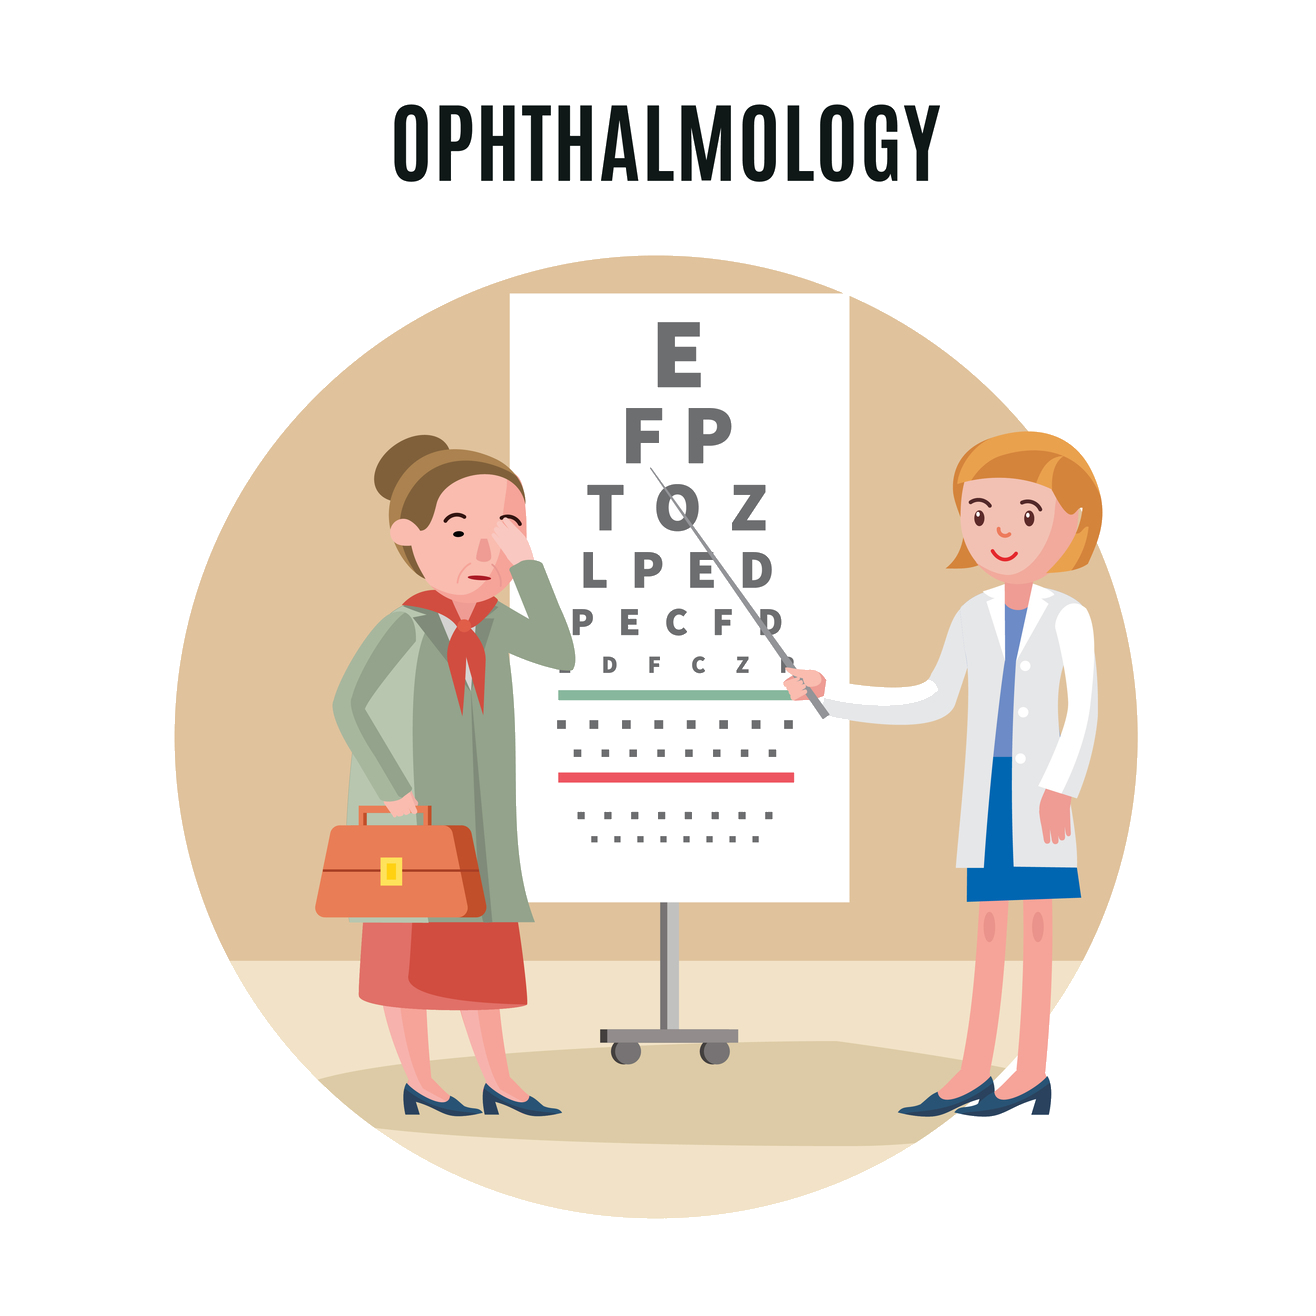 OPHTHALMOLOGY
E
F P
T O Z
L P E D
P E C F D
D F C Z